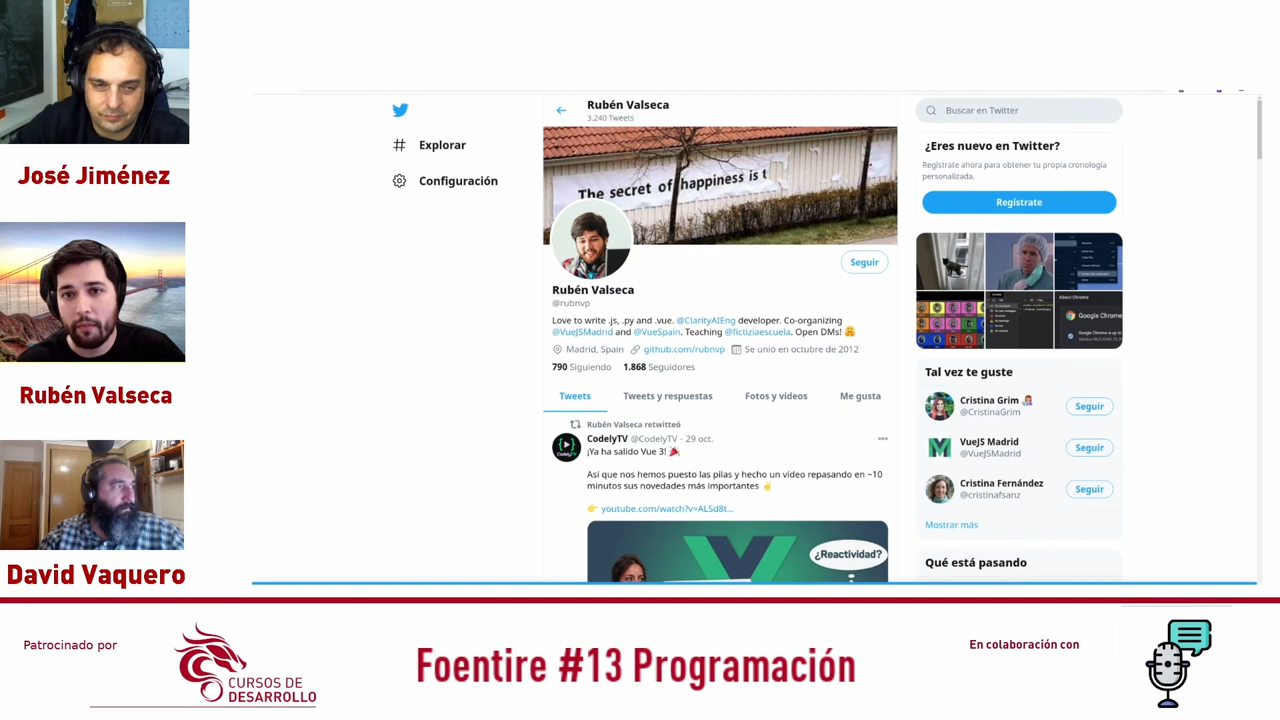 José Jiménez
Rubén Valseca
David Vaquero
Explorar
Configuración
Rubén Valseca
3.240 Tweets
The secret of happiness is t
Seguir
Rubén Valseca
@rubnvp
Love to write .js, .py and .vue. @ClarityAIEng developer. Co-organizing
@VueJSMadrid and @VueSpain. Teaching @fictiziaescuela. Open DMs! 🤗
Madrid, Spain github.com/rubnvp Se unió en octubre de 2012
790 Siguiendo 1.868 Seguidores
Tweets Tweets y respuestas Fotos y videos Me gusta
Rubén Valseca retwitteó
CodelyTV @CodelyTV · 29 oct.
¡Ya ha salido Vue 3! 🎉
Así que nos hemos puesto las pilas y hecho un vídeo repasando en ~10
minutos sus novedades más importantes ✌
👉 youtube.com/watch?v=ALSd8t...
¿Reactividad?
Buscar en Twitter
¿Eres nuevo en Twitter?
Regístrate ahora para obtener tu propia cronología
personalizada.
Regístrate
About Chrome
Google Chrome
Tal vez te guste
Cristina Grim
@CristinaGrim
Seguir
VueJS Madrid
@VueJSMadrid
Seguir
Cristina Fernández
@cristinafsanz
Seguir
Mostrar más
Qué está pasando
Patrocinado por
CURSOS DE
DESARROLLO
Foentire #13 Programación
En colaboración con